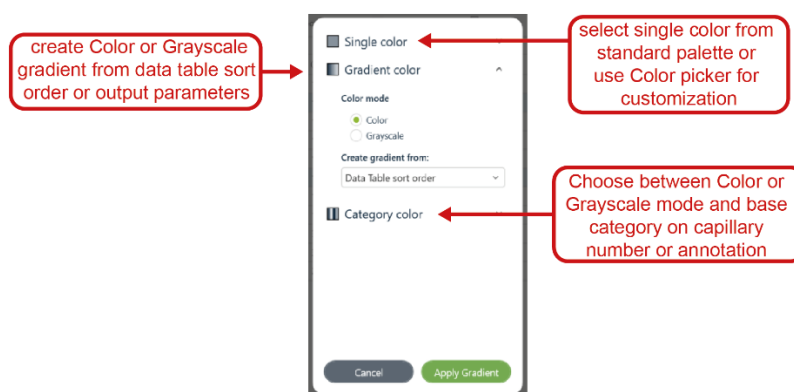 create Color or Grayscale
gradient from data table sort
order or output parameters
Single color
Gradient color
Color mode
Color
Grayscale
Create gradient from:
Data Table sort order
Category color
Cancel
Apply Gradient
select single color from
standard palette or
use Color picker for
customization
Choose between Color or
Grayscale mode and base
category on capillary
number or annotation